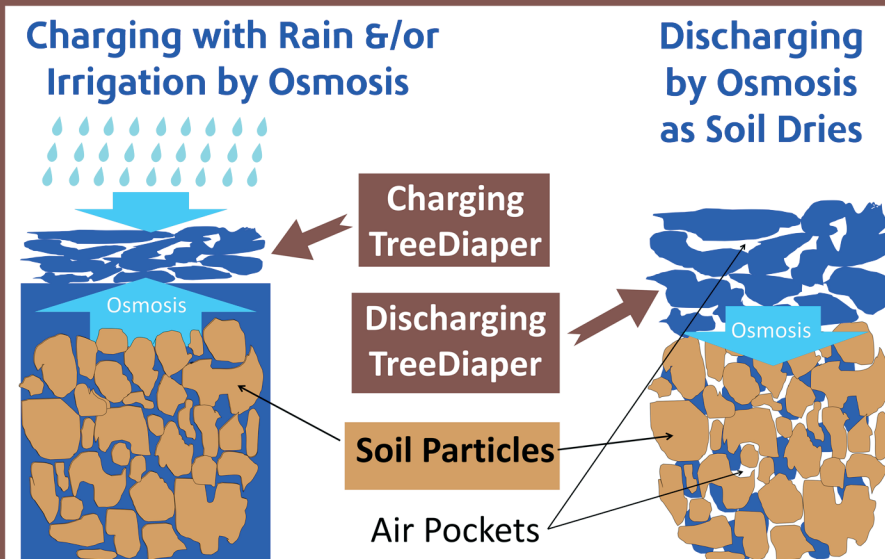 Charging with Rain &/or
Irrigation by Osmosis
Discharging
by Osmosis
as Soil Dries
Charging
TreeDiaper
Osmosis
Discharging
TreeDiaper
Osmosis
Soil Particles
Air Pockets